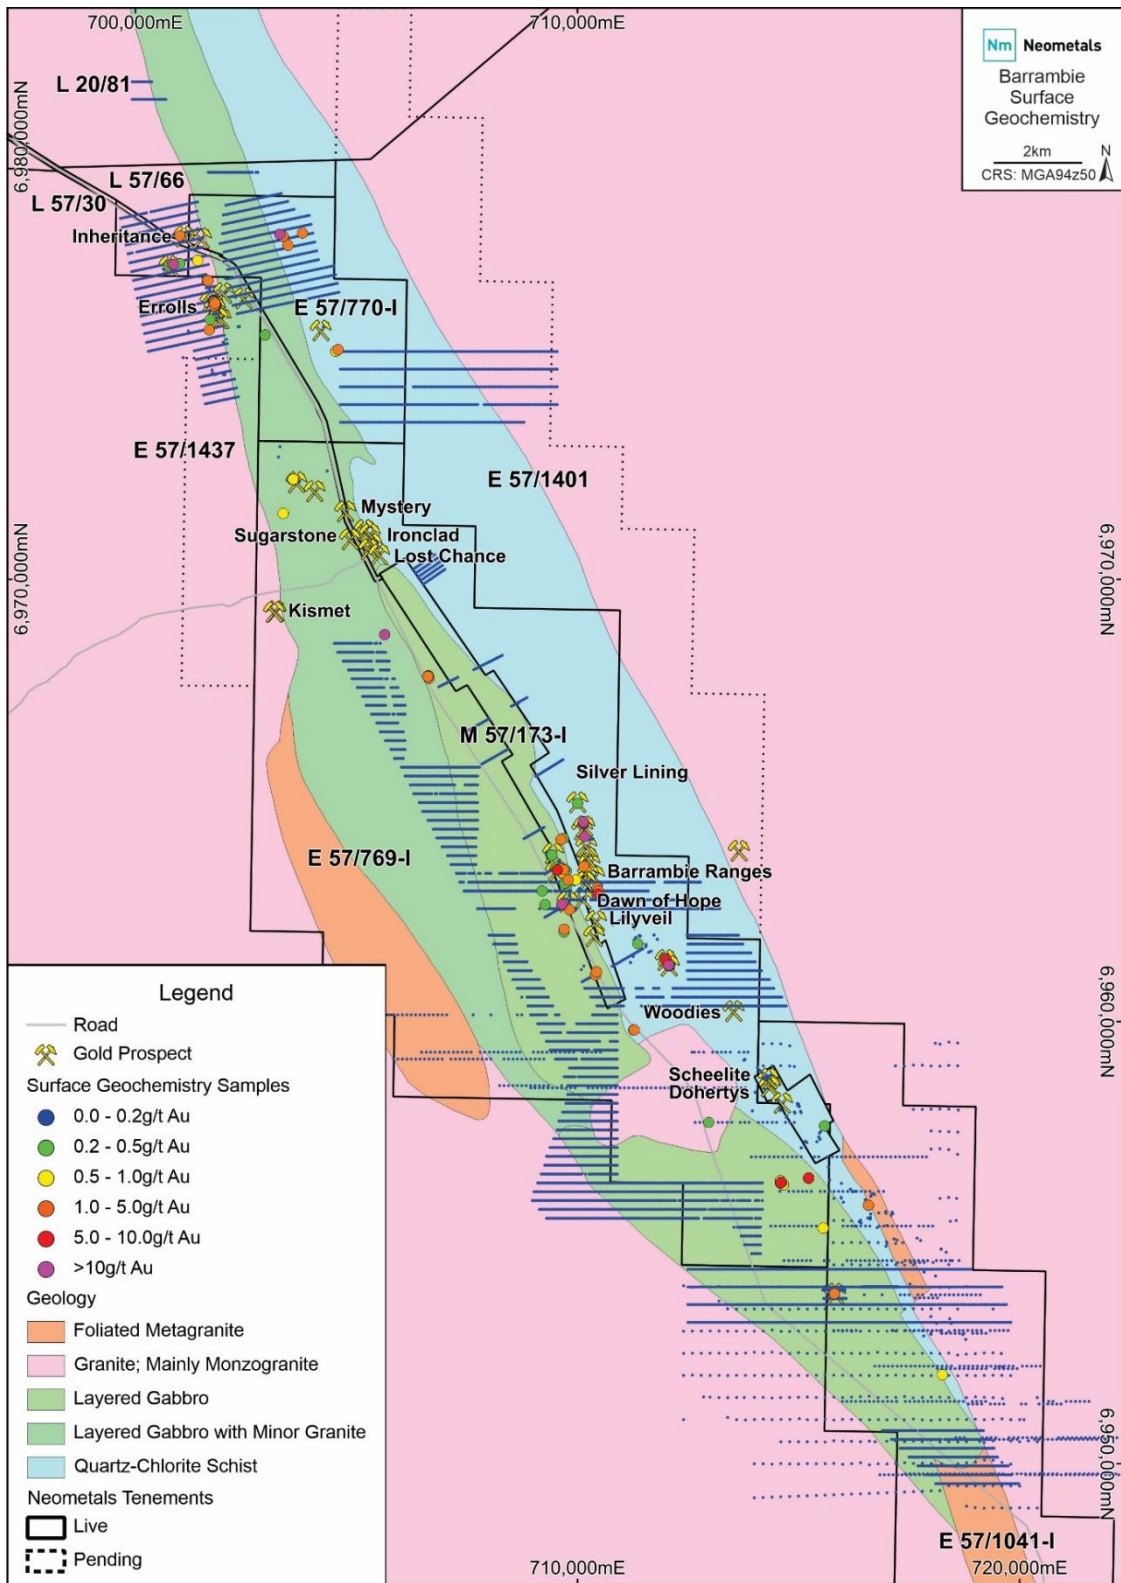 700,000mE
710,000mE
Nm Neometals
Barrambie
Surface
Geochemistry
2km
N
CRS: MGA94z50
L 20/81
6,980,000mN
L 57/66
L 57/30
Inheritance
Errolls
E 57/770-I
E 57/1437
E 57/1401
Mystery
Sugarstone
Ironclad
Lost Chance
6,970,000mN
6,970,000mN
Kismet
M 57/173-I
Silver Lining
E 57/769-I
Barrambie Ranges
Dawn of Hope
Lilyveil
Woodies
6,960,000mN
Scheelite
Dohertys
6,950,000mN
E 57/1041-I
710,000mE
720,000mE
Legend
Road
Gold Prospect
Surface Geochemistry Samples
0.0 - 0.2g/t Au
0.2 - 0.5g/t Au
0.5 - 1.0g/t Au
1.0 - 5.0g/t Au
5.0 - 10.0g/t Au
>10g/t Au
Geology
Foliated Metagranite
Granite; Mainly Monzogranite
Layered Gabbro
Layered Gabbro with Minor Granite
Quartz-Chlorite Schist
Neometals Tenements
Live
Pending